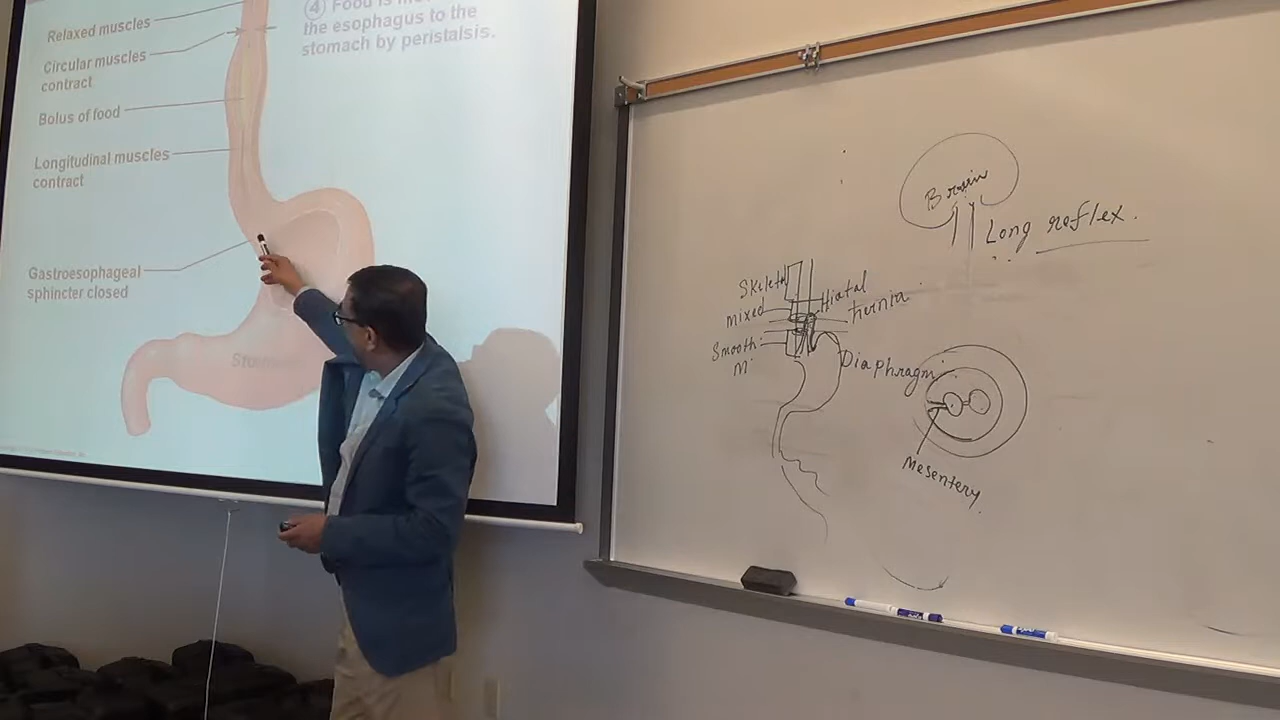 Relaxed muscles
Circular muscles
contract
Bolus of food
Longitudinal muscles
contract
Gastroesophageal
sphincter closed
④ Food is
the esophagus to the
stomach by peristalsis.
Brain
Long reflex.
Skeletal
mixed
Smooth
M
Hiatal
hernia
Diaphragm
Mesentery